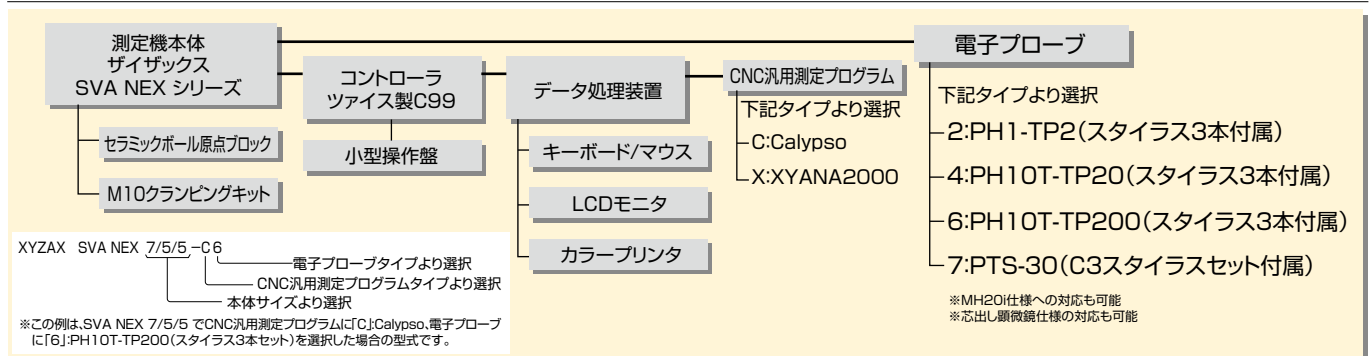 測定機本体
ザイザックス
SVA NEX シリーズ
セラミックボール原点ブロック
M10クランピングキット
コントローラ
ツァイス製C99
小型操作盤
データ処理装置
キーボード/マウス
LCDモニタ
カラープリンタ
CNC汎用測定プログラム
下記タイプより選択
C:Calypso
X:XYANA2000
電子プローブ
下記タイプより選択
2:PH1-TP2(スタイラス3本付属)
4:PH10T-TP20(スタイラス3本付属)
6:PH10T-TP200(スタイラス3本付属)
7:PTS-30(C3スタイラスセット付属)
※MH20i仕様への対応も可能
※芯出し顕微鏡仕様の対応も可能
XYZAX SVA NEX 7/5/5 -C 6
電子プローブタイプより選択
CNC汎用測定プログラムタイプより選択
本体サイズより選択
※この例は、SVA NEX 7/5/5 でCNC汎用測定プログラムに「C」:Calypso、電子プローブ
に「6」:PH10T-TP200(スタイラス3本セット)を選択した場合の型式です。